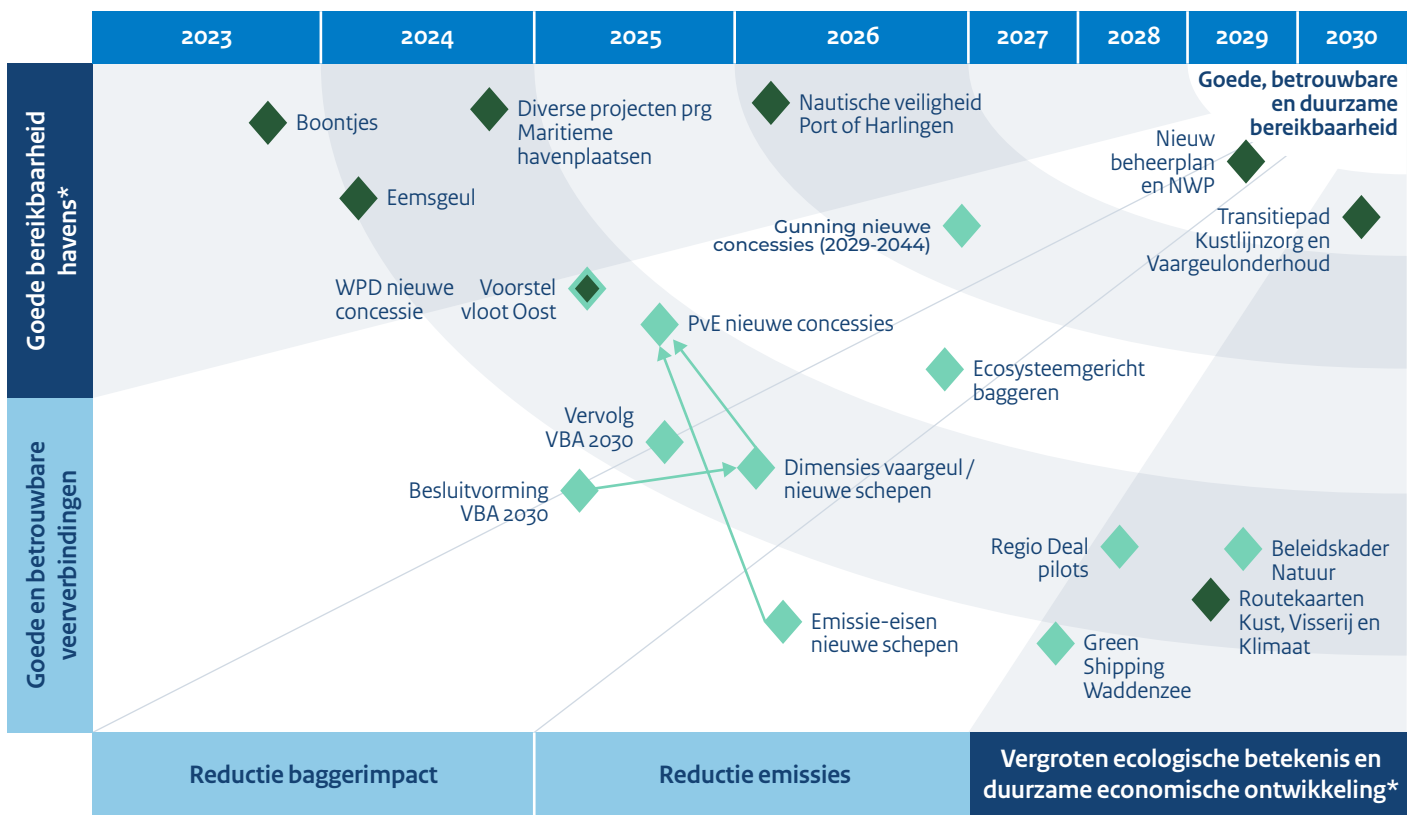 2023
2024
2025
2026
2027
2028
2029
2030
Goede bereikbaarheid
havens*
Goede en betrouwbare
veerverbindingen
Goede, betrouwbare
en duurzame
bereikbaarheid
Boontjes
Diverse projecten prg
Maritieme
havenplaatsen
Nautische veiligheid
Port of Harlingen
Nieuw
beheerplan
en NWP
Eemsgeul
Gunning nieuwe
concessies (2029-2044)
Transitiepad
Kustlijnzorg en
Vaargeulonderhoud
WPD nieuwe
concessie
Voorstel
vloot Oost
PvE nieuwe concessies
Ecosysteemgericht
baggeren
Vervolg
VBA 2030
Besluitvorming
VBA 2030
Dimensies vaargeul /
nieuwe schepen
Regio Deal
pilots
Beleidskader
Natuur
Routekaarten
Kust, Visserij en
Klimaat
Emissie-eisen
nieuwe schepen
Green
Shipping
Waddenzee
Reductie baggerimpact
Reductie emissies
Vergroten ecologische betekenis en
duurzame economische ontwikkeling*